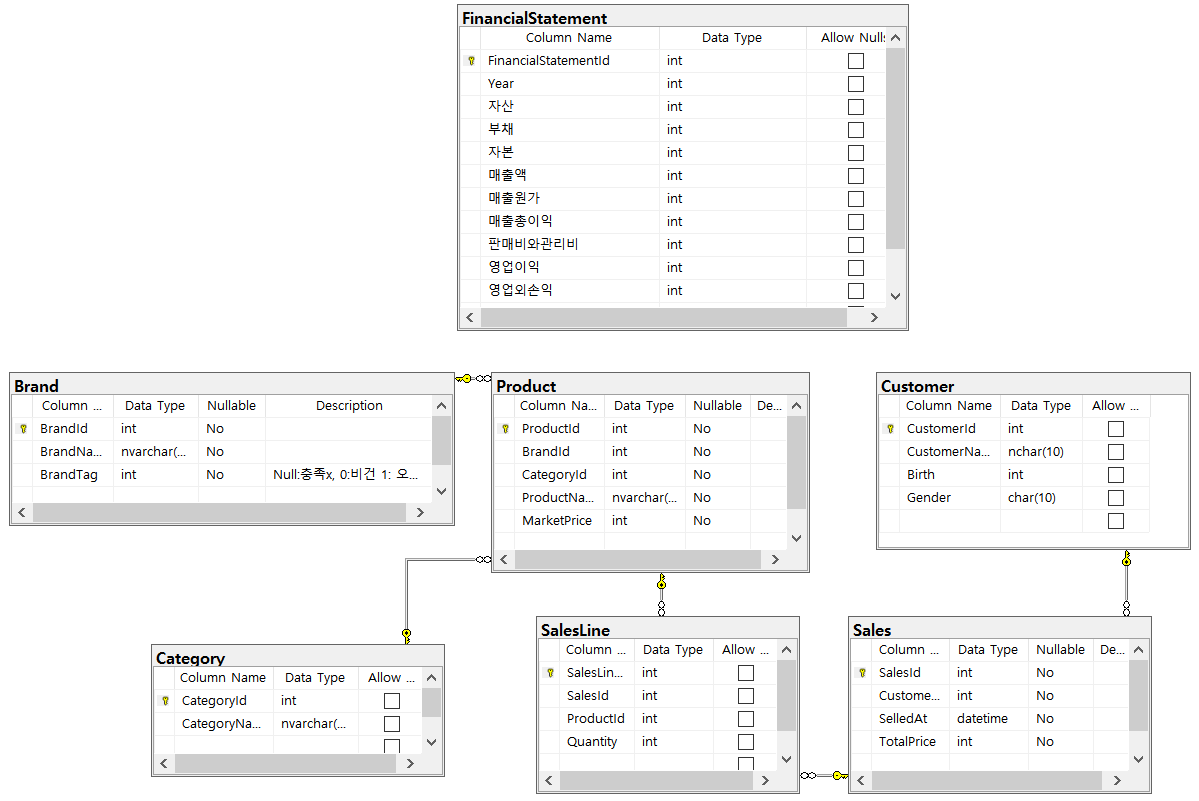 FinancialStatement
Column Name Data Type Allow Nulls
FinancialStatementId int
Year int
자산 int
부채 int
자본 int
매출액 int
매출원가 int
매출총이익 int
판매비와관리비 int
영업이익 int
영업외손익 int
Brand
Column ... Data Type Nullable Description
BrandId int No
BrandNa... nvarchar(... No
BrandTag int No Null:충족x, 0:비건 1: 오...
Product
Column Na... Data Type Nullable De...
ProductId int No
BrandId int No
CategoryId int No
ProductNa... nvarchar(... No
MarketPrice int No
Customer
Column Name Data Type Allow ...
CustomerId int
CustomerNa... nchar(10)
Birth int
Gender char(10)
Category
Column Name Data Type Allow ...
CategoryId int
CategoryNa... nvarchar(...
SalesLine
Column ... Data Type Allow ...
SalesLin... int
SalesId int
ProductId int
Quantity int
Sales
Column ... Data Type Nullable De...
SalesId int No
Custome... int No
SelledAt datetime No
TotalPrice int No